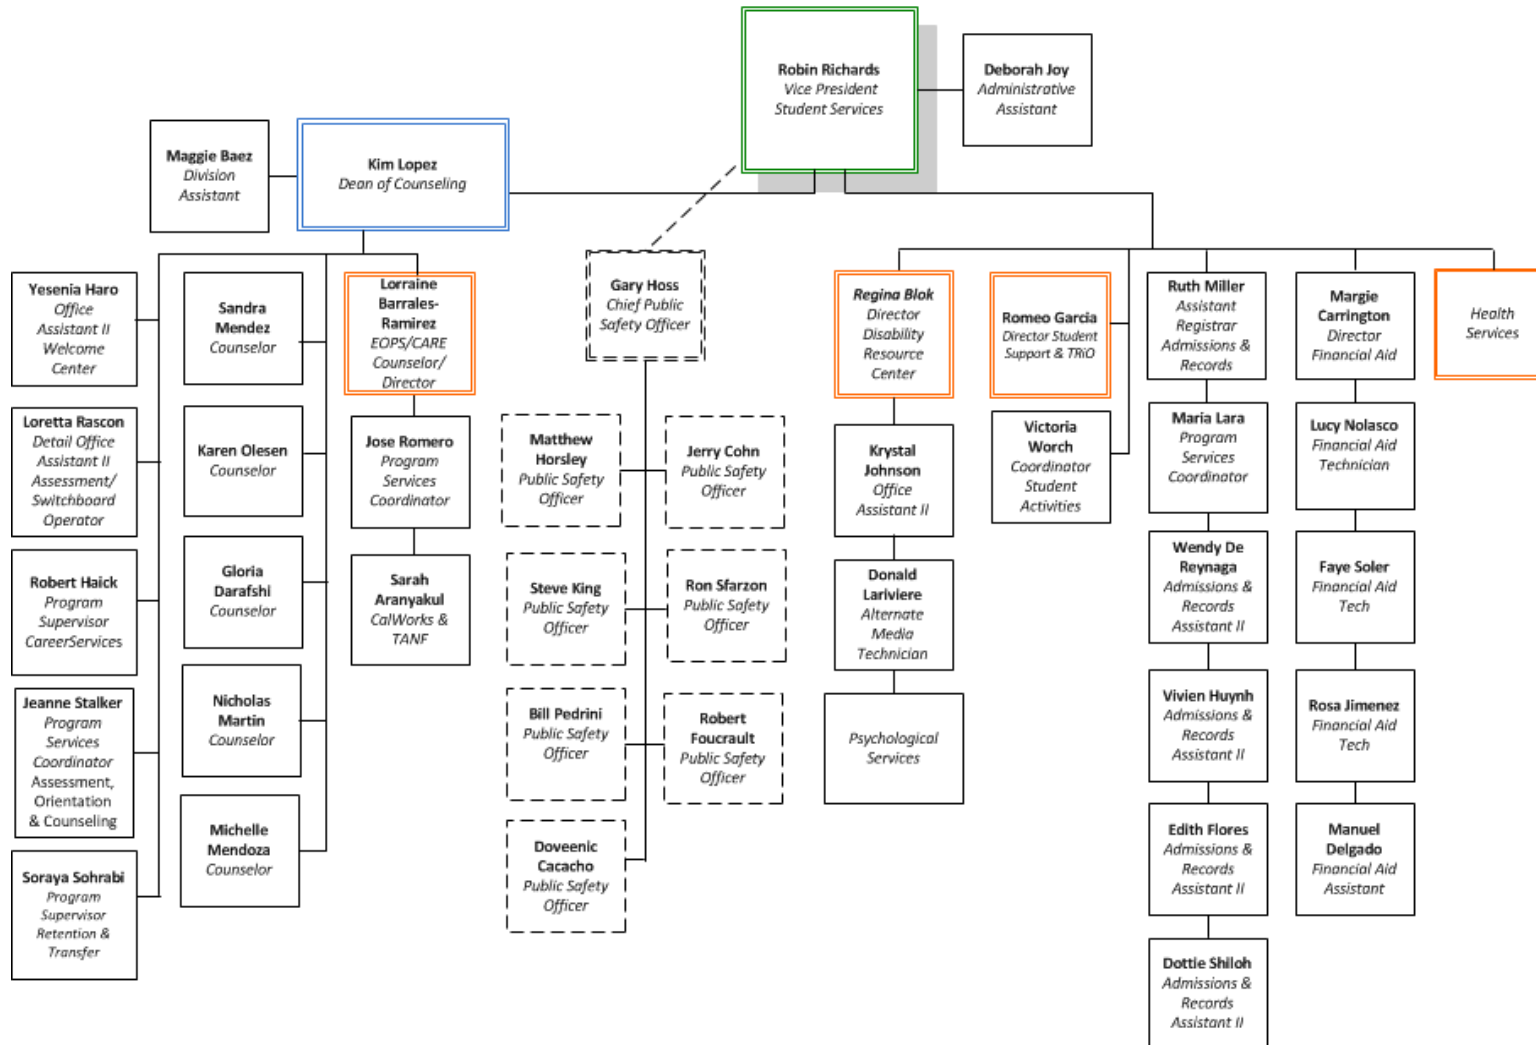 Robin Richards
Vice President
Student Services
Deborah Joy
Administrative
Assistant
Maggie Baez
Division
Assistant
Kim Lopez
Dean of Counseling
Yesenia Haro
Office
Assistant II
Welcome
Center
Loretta Rascon
Detail Office
Assistant II
Assessment/
Switchboard
Operator
Robert Haick
Program
Supervisor
CareerServices
Jeanne Stalker
Program
Services
Coordinator
Assessment,
Orientation
& Counseling
Soraya Sohrabi
Program
Supervisor
Retention &
Transfer
Sandra
Mendez
Counselor
Karen Olesen
Counselor
Gloria
Darafshi
Counselor
Nicholas
Martin
Counselor
Michelle
Mendoza
Counselor
Lorraine
Barrales-
Ramirez
EOPS/CARE
Counselor/
Director
Jose Romero
Program
Services
Coordinator
Sarah
Aranyakul
CalWorks &
TANF
Gary Hoss
Chief Public
Safety Officer
Matthew
Horsley
Public Safety
Officer
Jerry Cohn
Public Safety
Officer
Steve King
Public Safety
Officer
Ron Sfarzon
Public Safety
Officer
Bill Pedrini
Public Safety
Officer
Robert
Foucrault
Public Safety
Officer
Doveenic
Cacacho
Public Safety
Officer
Regina Blok
Director
Disability
Resource
Center
Krystal
Johnson
Office
Assistant II
Donald
Lariviere
Alternate
Media
Technician
Psychological
Services
Romeo Garcia
Director Student
Support & TRiO
Victoria
Worch
Coordinator
Student
Activities
Ruth Miller
Assistant
Registrar
Admissions &
Records
Maria Lara
Program
Services
Coordinator
Wendy De
Reynaga
Admissions &
Records
Assistant II
Vivien Huynh
Admissions &
Records
Assistant II
Edith Flores
Admissions &
Records
Assistant II
Dottie Shiloh
Admissions &
Records
Assistant II
Margie
Carrington
Director
Financial Aid
Lucy Nolasco
Financial Aid
Technician
Faye Soler
Financial Aid
Tech
Rosa Jimenez
Financial Aid
Tech
Manuel
Delgado
Financial Aid
Assistant
Health
Services